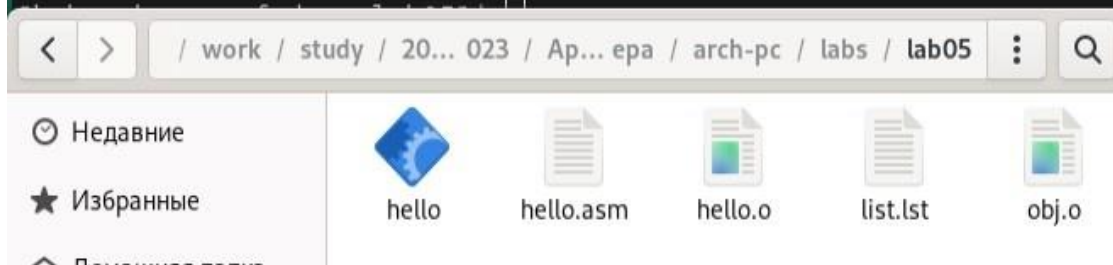 / work / study / 20... 023 / Ap... epa / arch-pc / labs / lab05
Недавние
Избранные
hello
hello.asm
hello.o
list.lst
obj.o